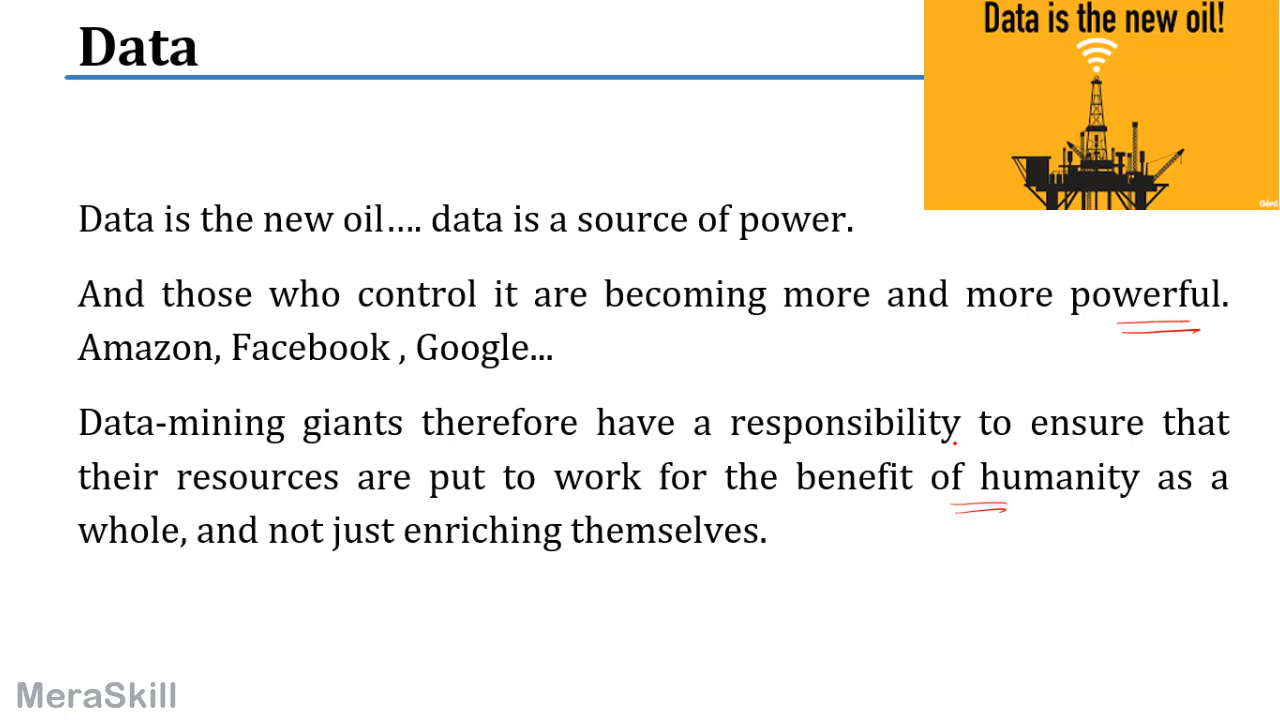 Data
Data is the new oil!
Gerd
Data is the new oil…. data is a source of power.
And those who control it are becoming more and more powerful.
Amazon, Facebook , Google...
Data-mining giants therefore have a responsibility to ensure that
their resources are put to work for the benefit of humanity as a
whole, and not just enriching themselves.
MeraSkill